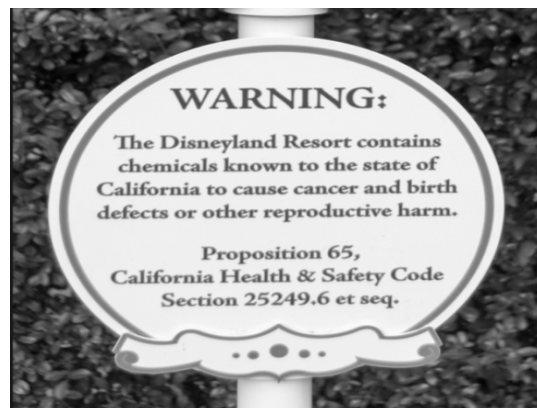 WARNING:
The Disneyland Resort contains
chemicals known to the state of
California to cause cancer and birth
defects or other reproductive harm.
Proposition 65,
California Health & Safety Code
Section 25249.6 et seq.